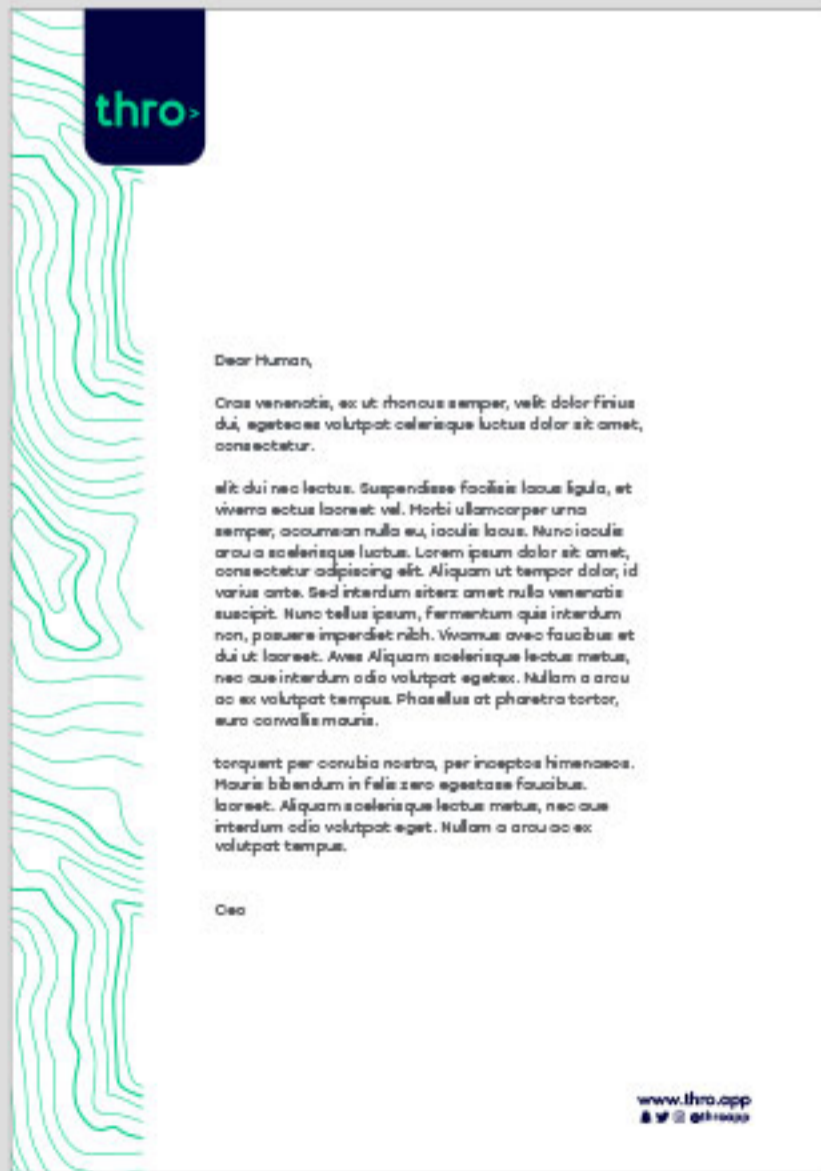 thro>
Dear Human,
Cras venenatis, ex ut rhoncus semper, velit dolor finius
dui, egeteces volutpat celerisque luctus dolor sit amet,
consectetur.
elit dui nec lectus. Suspendisse facilisis lacus ligula, et
viverra ectus laoreet vel. Morbi ullamcorper urna
semper, accumsan nulla eu, iaculis lacus. Nunc iaculis
arcu a scelerisque luctus. Lorem ipsum dolor sit amet,
consectetur adipiscing elit. Aliquam ut tempor dolor, id
varius ante. Sed interdum siterz amet nulla venenatis
suscipit. Nunc tellus ipsum, fermentum quis interdum
non, posuere imperdiet nibh. Vivamus avec faucibus et
dui ut laoreet. Aves Aliquam scelerisque lectus metus,
nec aue interdum odio volutpat egetex. Nullam a arcu
ac ex volutpat tempus. Phasellus at pharetra tortor,
euro convallis mauris.
torquent per conubia nostra, per inceptos himenaeos.
Mauris bibendum in felis zero egestase faucibus.
laoreet. Aliquam scelerisque lectus metus, nec aue
interdum odio volutpat eget. Nullam a arcu ac ex
volutpat tempus.
Ceo
www.thro.app
@throapp